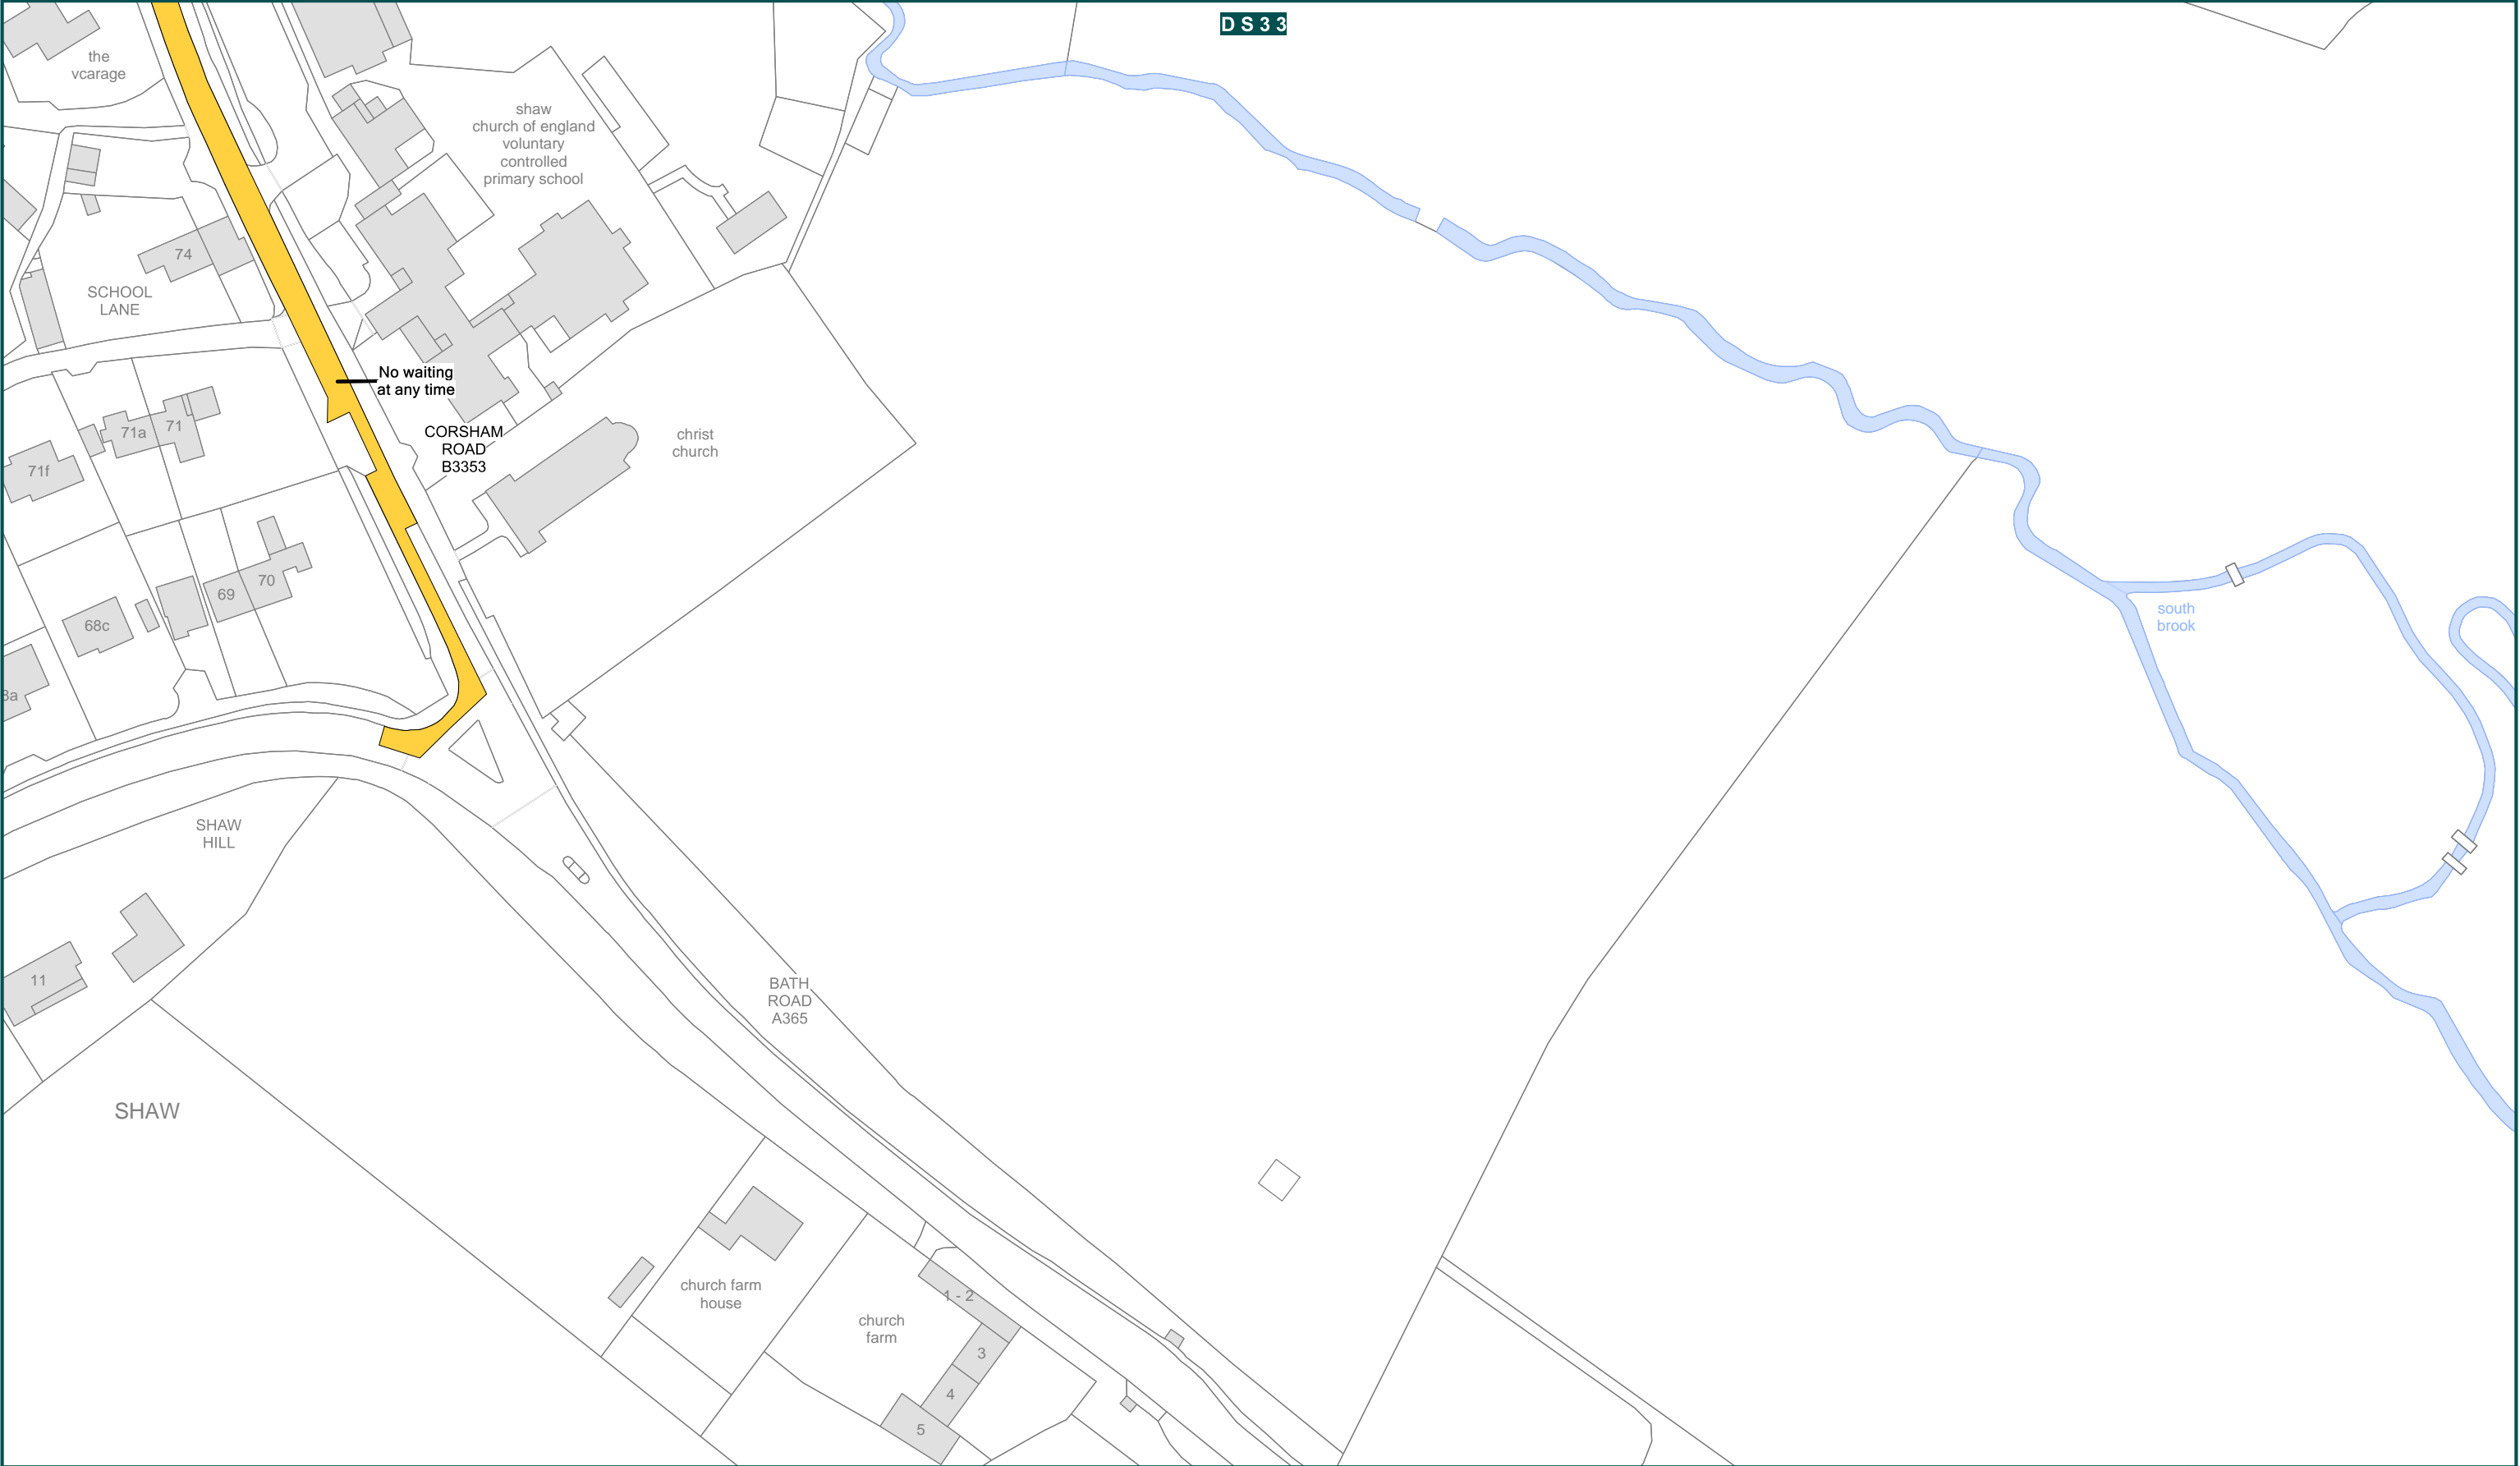 D S 3 3
the
vcarage
shaw
church of england
voluntary
controlled
primary school
74
SCHOOL
LANE
No waiting
at any time
71a
71
71f
CORSHAM
ROAD
B3353
christ
church
70
69
68c
3a
south
brook
SHAW
HILL
11
BATH
ROAD
A365
SHAW
church farm
house
1 - 2
church
farm
3
4
5